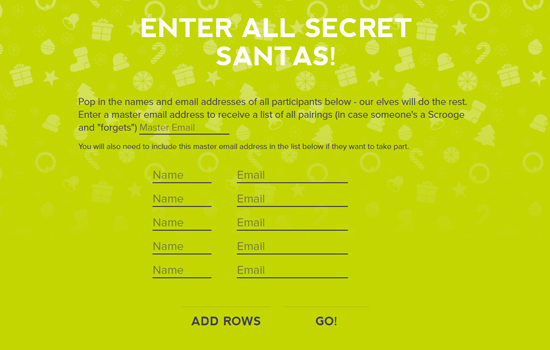 ENTER ALL SECRET
SANTAS!
Pop in the names and email addresses of all participants below - our elves will do the rest.
Enter a master email address to receive a list of all pairings (in case someone's a Scrooge
and "forgets") Master Email
You will also need to include this master email address in the list below if they want to take part.
Name Email
Name Email
Name Email
Name Email
Name Email
ADD ROWS GO!